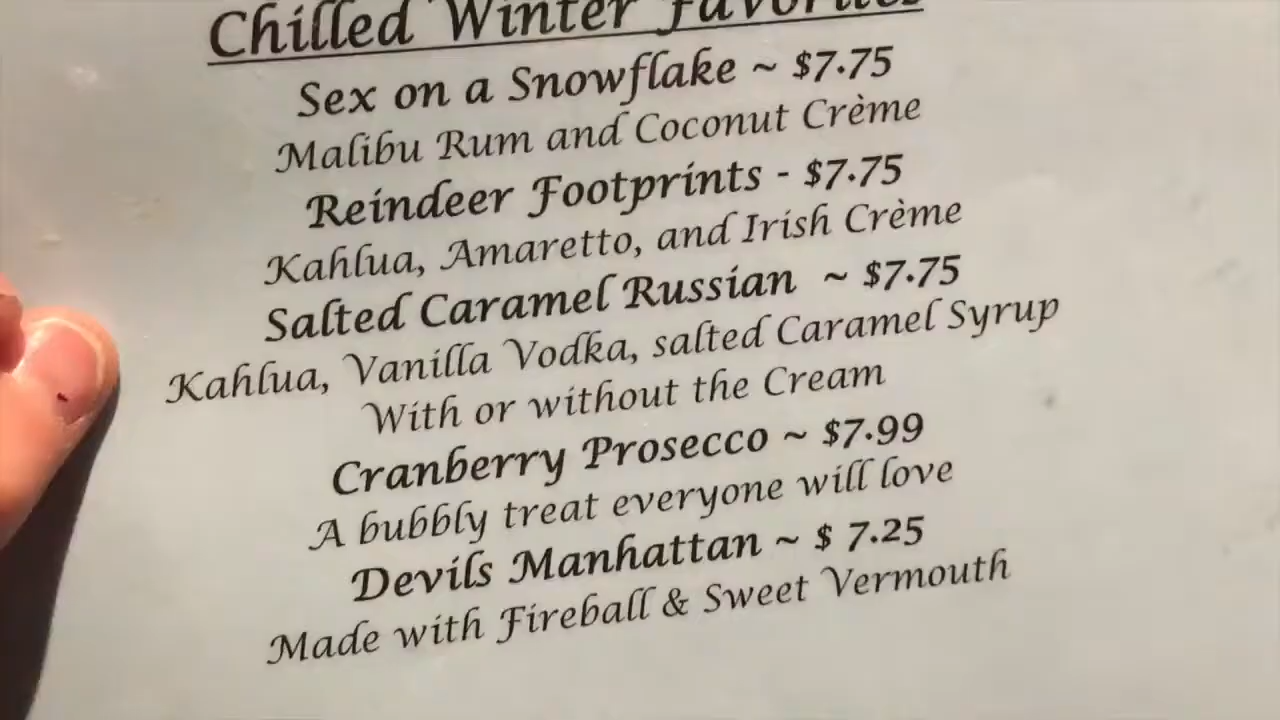 Chilled Winter Favorites
Sex on a Snowflake ~ $7.75
Malibu Rum and Coconut Crème
Reindeer Footprints - $7.75
Kahlua, Amaretto, and Irish Crème
Salted Caramel Russian ~ $7.75
Kahlua, Vanilla Vodka, salted Caramel Syrup
With or without the Cream
Cranberry Prosecco ~ $7.99
A bubbly treat everyone will love
Devils Manhattan ~ $ 7.25
Made with Fireball & Sweet Vermouth